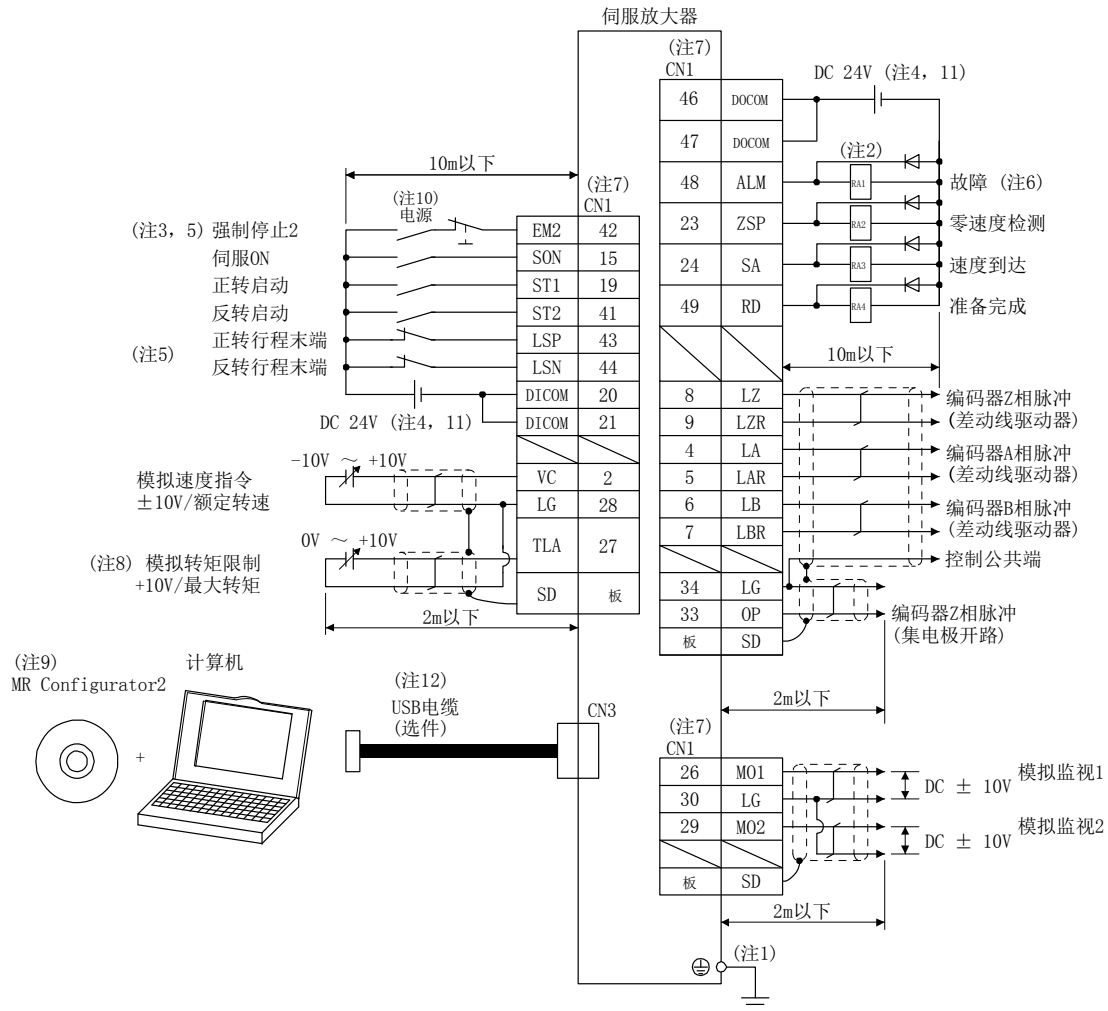 伺服放大器
(注7)
CN1
DC 24V (注4, 11)
46 DOCOM
47 DOCOM
(注2)
48 ALM RA1 故障 (注6)
23 ZSP RA2 零速度检测
24 SA RA3 速度到达
49 RD RA4 准备完成
10m以下
10m以下
(注10)
电源
(注7)
CN1
(注3, 5) 强制停止2 EM2 42
伺服ON SON 15
正转启动 ST1 19
反转启动 ST2 41
正转行程末端 LSP 43
(注5)
反转行程末端 LSN 44
DICOM 20
DC 24V (注4, 11) DICOM 21
-10V ～ +10V
模拟速度指令 VC 2
±10V/额定转速 LG 28
0V ～ +10V
TLA 27
(注8) 模拟转矩限制
+10V/最大转矩
SD 板
2m以下
8 LZ 编码器Z相脉冲
9 LZR (差动线驱动器)
4 LA 编码器A相脉冲
5 LAR (差动线驱动器)
6 LB 编码器B相脉冲
7 LBR (差动线驱动器)
控制公共端
34 LG
33 OP 编码器Z相脉冲
(集电极开路)
板 SD
2m以下
(注9)
MR Configurator2
计算机
+
(注12)
USB电缆
(选件)
CN3
(注7)
CN1
26 MO1 模拟监视1
DC ± 10V
30 LG
29 MO2 模拟监视2
DC ± 10V
板 SD
2m以下
(注1)